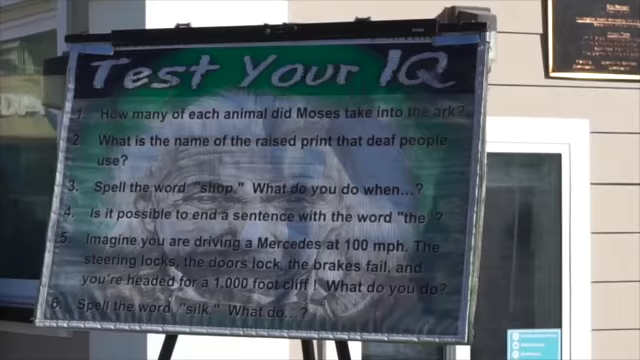 Test Your IQ
1. How many of each animal did Moses take into the ark?
2. What is the name of the raised print that deaf people
use?
3. Spell the word "shop." What do you do when...?
4. Is it possible to end a sentence with the word "the"?
5. Imagine you are driving a Mercedes at 100 mph. The
steering locks, the doors lock, the brakes fail, and
you're headed for a 1,000 foot cliff! What do you do?
6. Spell the word, "silk." What do...?